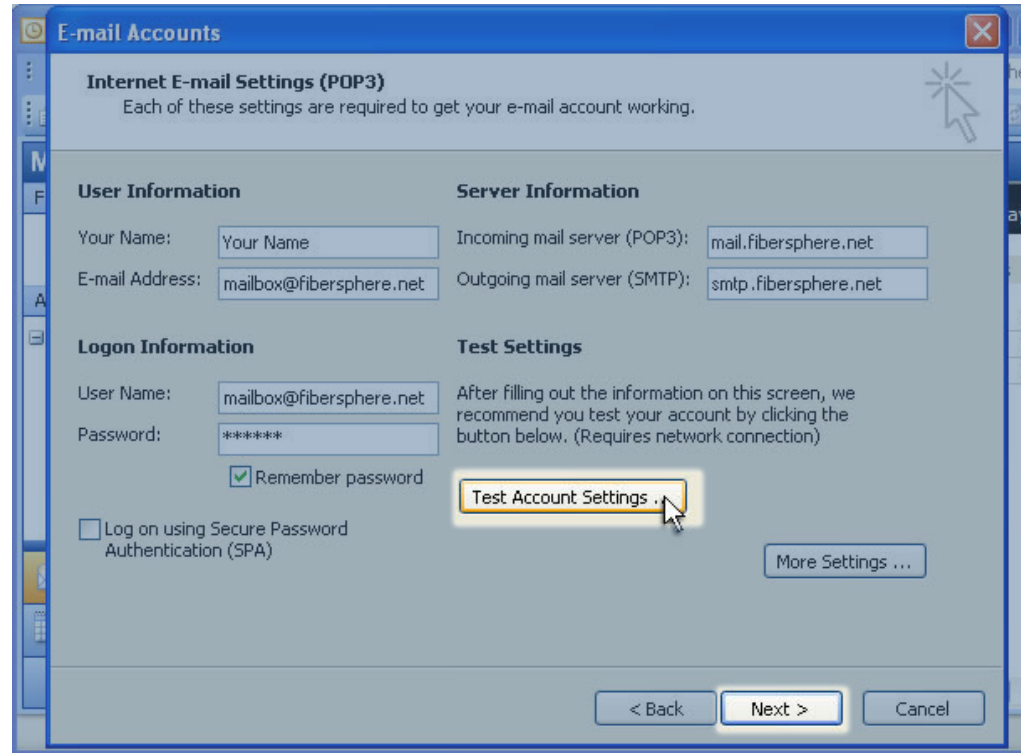 E-mail Accounts
Internet E-mail Settings (POP3)
Each of these settings are required to get your e-mail account working.
User Information
Your Name:
Your Name
E-mail Address:
mailbox@fibersphere.net
Server Information
Incoming mail server (POP3):
mail.fibersphere.net
Outgoing mail server (SMTP):
smtp.fibersphere.net
Logon Information
User Name:
mailbox@fibersphere.net
Password:
******
Remember password
Log on using Secure Password
Authentication (SPA)
Test Settings
After filling out the information on this screen, we
recommend you test your account by clicking the
button below. (Requires network connection)
Test Account Settings ...
More Settings ...
< Back
Next >
Cancel